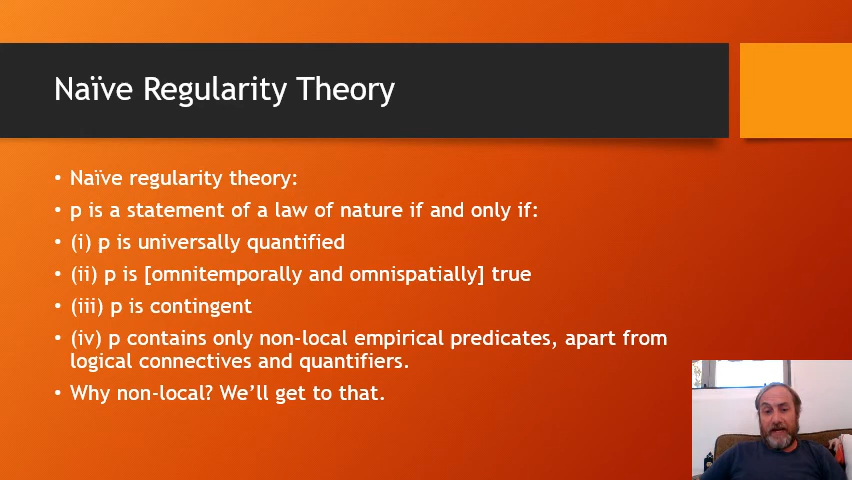 Naïve Regularity Theory
• Naïve regularity theory:
• p is a statement of a law of nature if and only if:
• (i) p is universally quantified
• (ii) p is [omnitemporally and omnispatially] true
• (iii) p is contingent
• (iv) p contains only non-local empirical predicates, apart from
logical connectives and quantifiers.
• Why non-local? We’ll get to that.